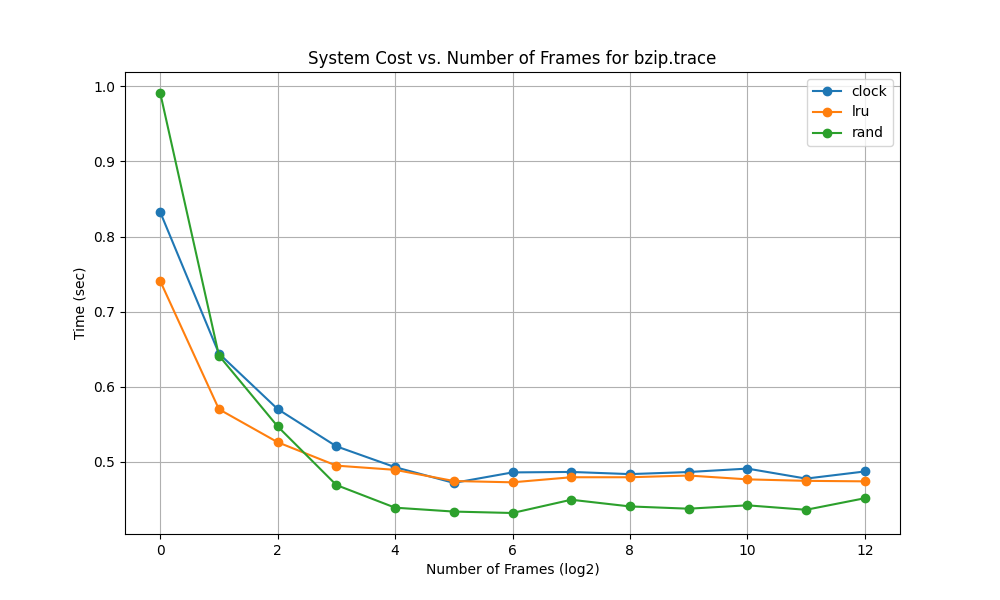 System Cost vs. Number of Frames for bzip.trace
clock
lru
rand
1.0
0.9
0.8
0.7
0.6
0.5
Time (sec)
0 2 4 6 8 10 12
Number of Frames (log2)